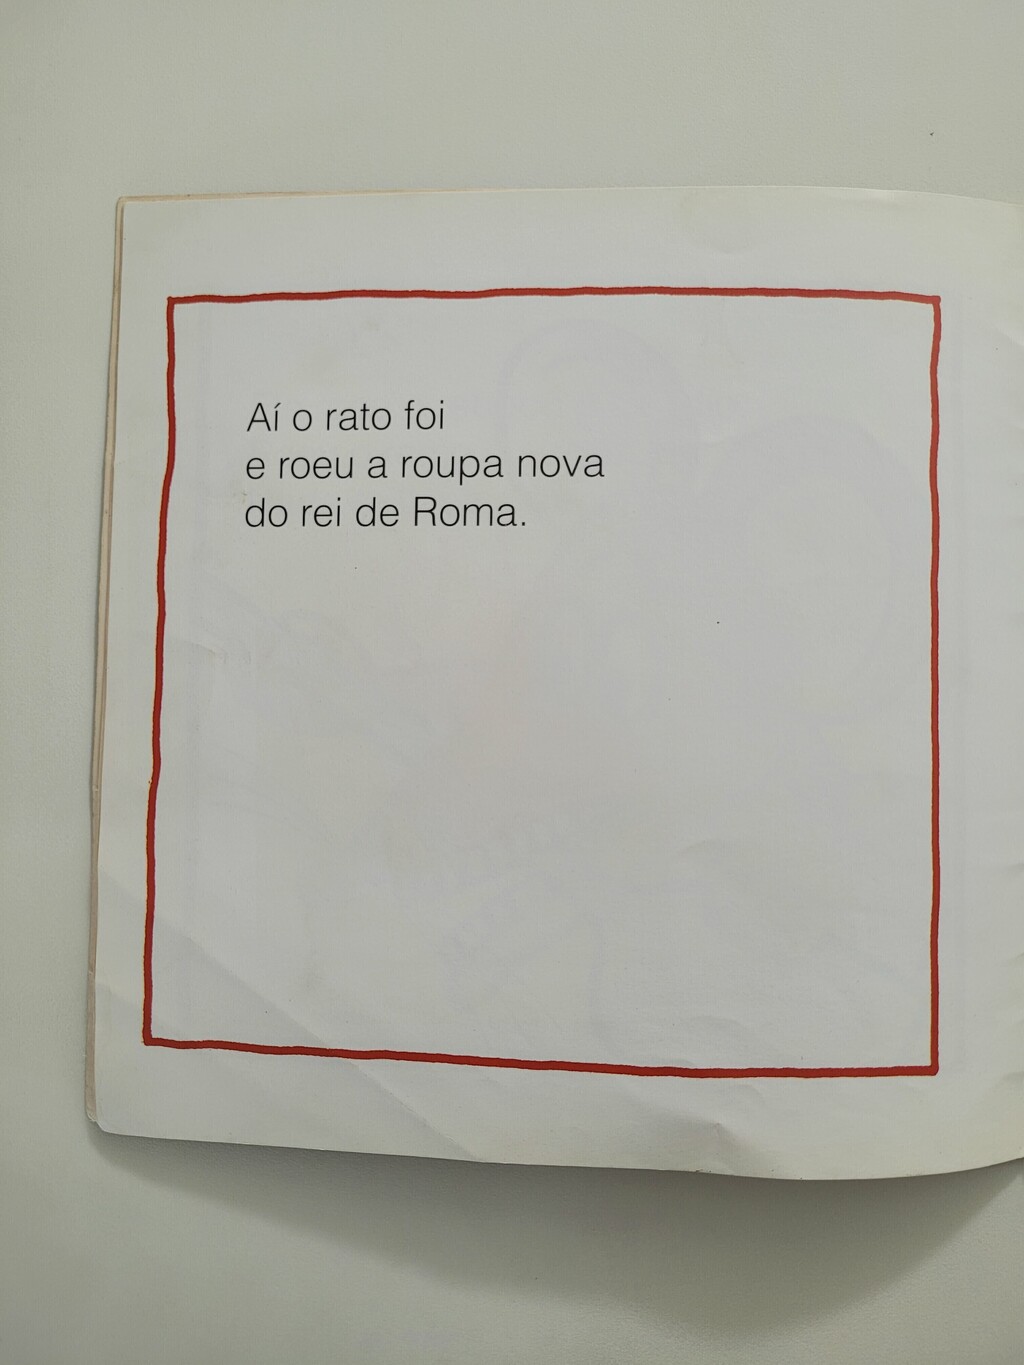 Aí o rato foi
e roeu a roupa nova
do rei de Roma.